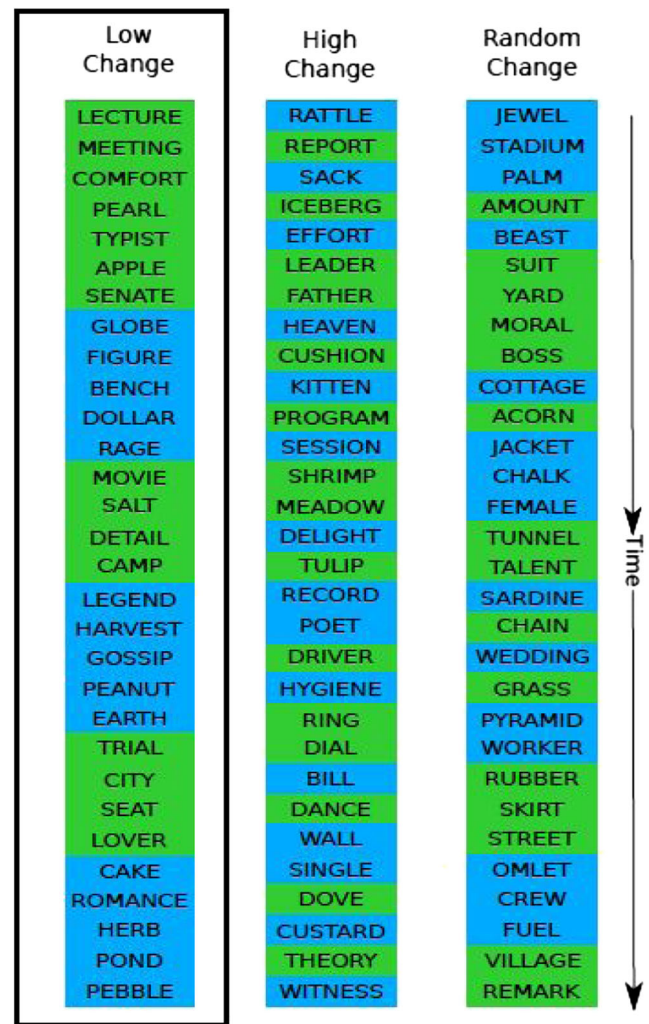 Low
Change
LECTURE
MEETING
COMFORT
PEARL
TYPIST
APPLE
SENATE
GLOBE
FIGURE
BENCH
DOLLAR
RAGE
MOVIE
SALT
DETAIL
CAMP
LEGEND
HARVEST
GOSSIP
PEANUT
EARTH
TRIAL
CITY
SEAT
LOVER
CAKE
ROMANCE
HERB
POND
PEBBLE
High
Change
RATTLE
REPORT
SACK
ICEBERG
EFFORT
LEADER
FATHER
HEAVEN
CUSHION
KITTEN
PROGRAM
SESSION
SHRIMP
MEADOW
DELIGHT
TULIP
RECORD
POET
DRIVER
HYGIENE
RING
DIAL
BILL
DANCE
WALL
SINGLE
DOVE
CUSTARD
THEORY
WITNESS
Random
Change
JEWEL
STADIUM
PALM
AMOUNT
BEAST
SUIT
YARD
MORAL
BOSS
COTTAGE
ACORN
JACKET
CHALK
FEMALE
TUNNEL
TALENT
SARDINE
CHAIN
WEDDING
GRASS
PYRAMID
WORKER
RUBBER
SKIRT
STREET
OMLET
CREW
FUEL
VILLAGE
REMARK
Time